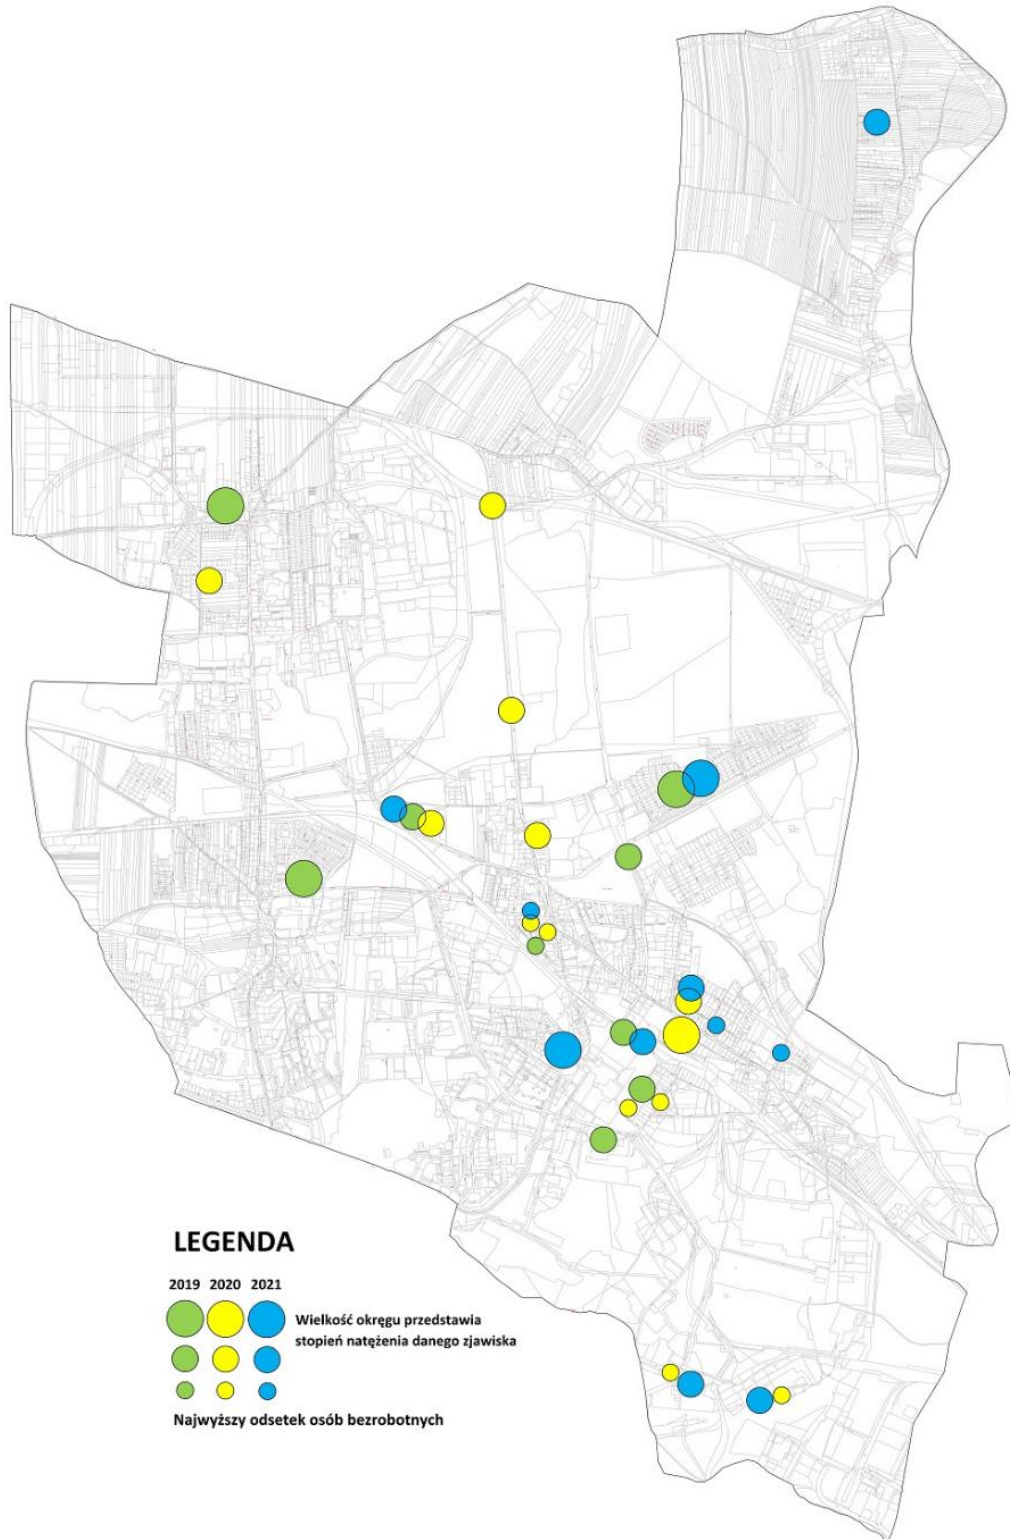 LEGENDA
2019 2020 2021
Wielkość okręgu przedstawia
stopień natężenia danego zjawiska
Najwyższy odsetek osób bezrobotnych